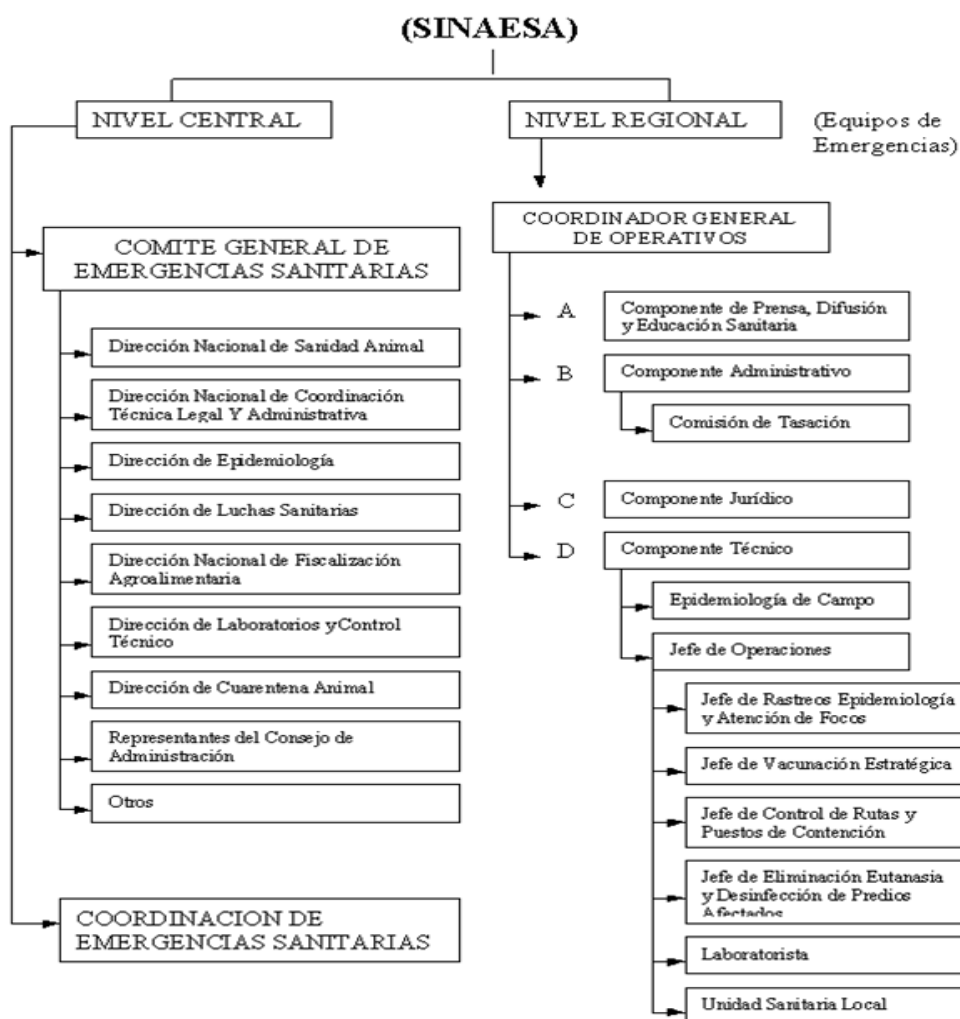 (SINAESA)
NIVEL CENTRAL
NIVEL REGIONAL
(Equipos de
Emergencias)
COMITE GENERAL DE
EMERGENCIAS SANITARIAS
Dirección Nacional de Sanidad Animal
Dirección Nacional de Coordinación
Técnica Legal Y Administrativa
Dirección de Epidemiología
Dirección de Luchas Sanitarias
Dirección Nacional de Fiscalización
Agroalimentaria
Dirección de Laboratorios y Control
Técnico
Dirección de Cuarentena Animal
Representantes del Consejo de
Administración
Otros
COORDINACION DE
EMERGENCIAS SANITARIAS
COORDINADOR GENERAL
DE OPERATIVOS
A
Componente de Prensa, Difusión
y Educación Sanitaria
B
Componente Administrativo
Comisión de Tasación
C
Componente Jurídico
D
Componente Técnico
Epidemiología de Campo
Jefe de Operaciones
Jefe de Rastreos Epidemiología
y Atención de Focos
Jefe de Vacunación Estratégica
Jefe de Control de Rutas y
Puestos de Contención
Jefe de Eliminación Eutanasia
y Desinfección de Predios
Afectados
Laboratorista
Unidad Sanitaria Local